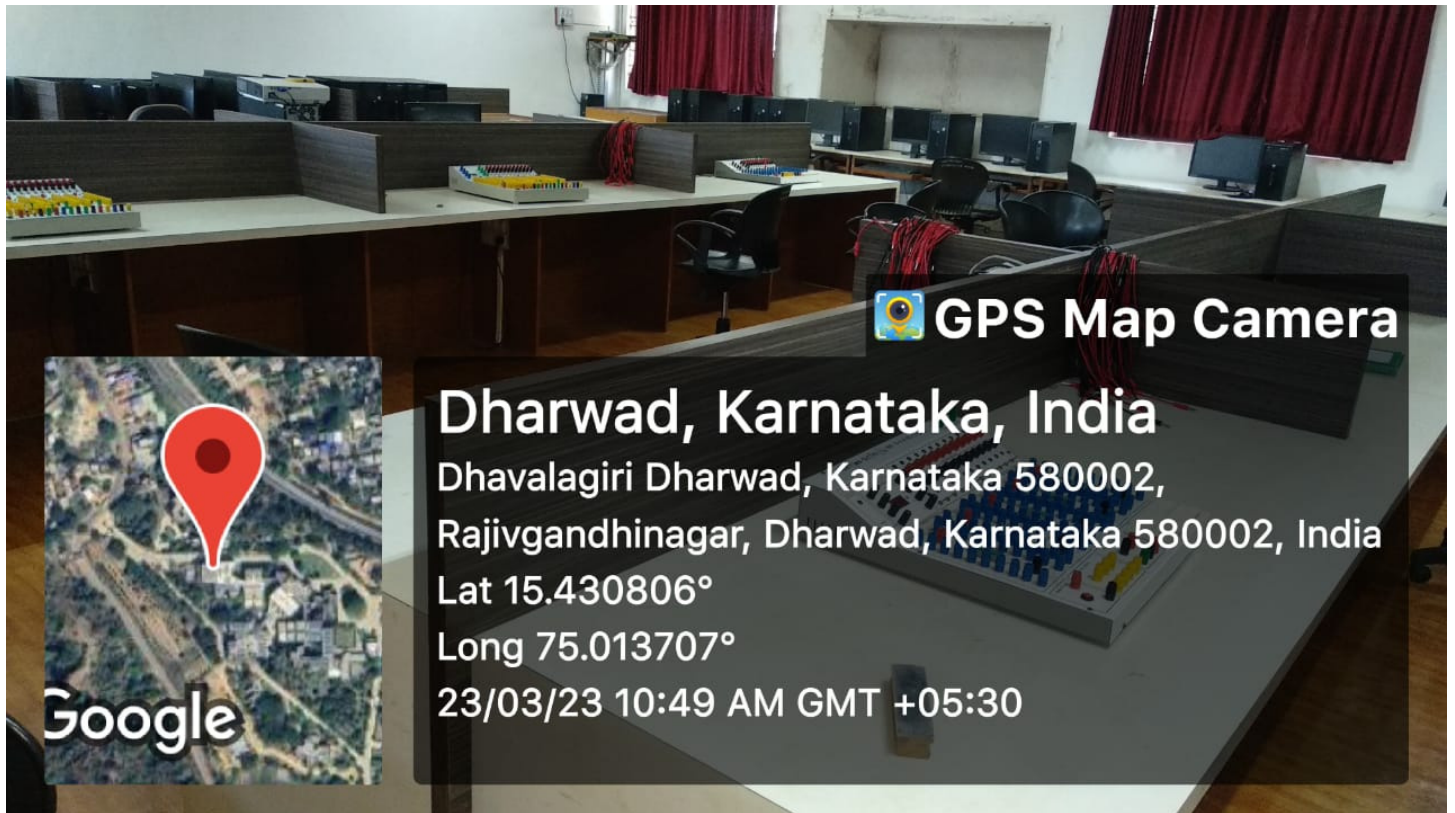 GPS Map Camera
Dharwad, Karnataka, India
Dhavalagiri Dharwad, Karnataka 580002,
Rajivgandhinagar, Dharwad, Karnataka 580002, India
Lat 15.430806°
Long 75.013707°
23/03/23 10:49 AM GMT +05:30
Google